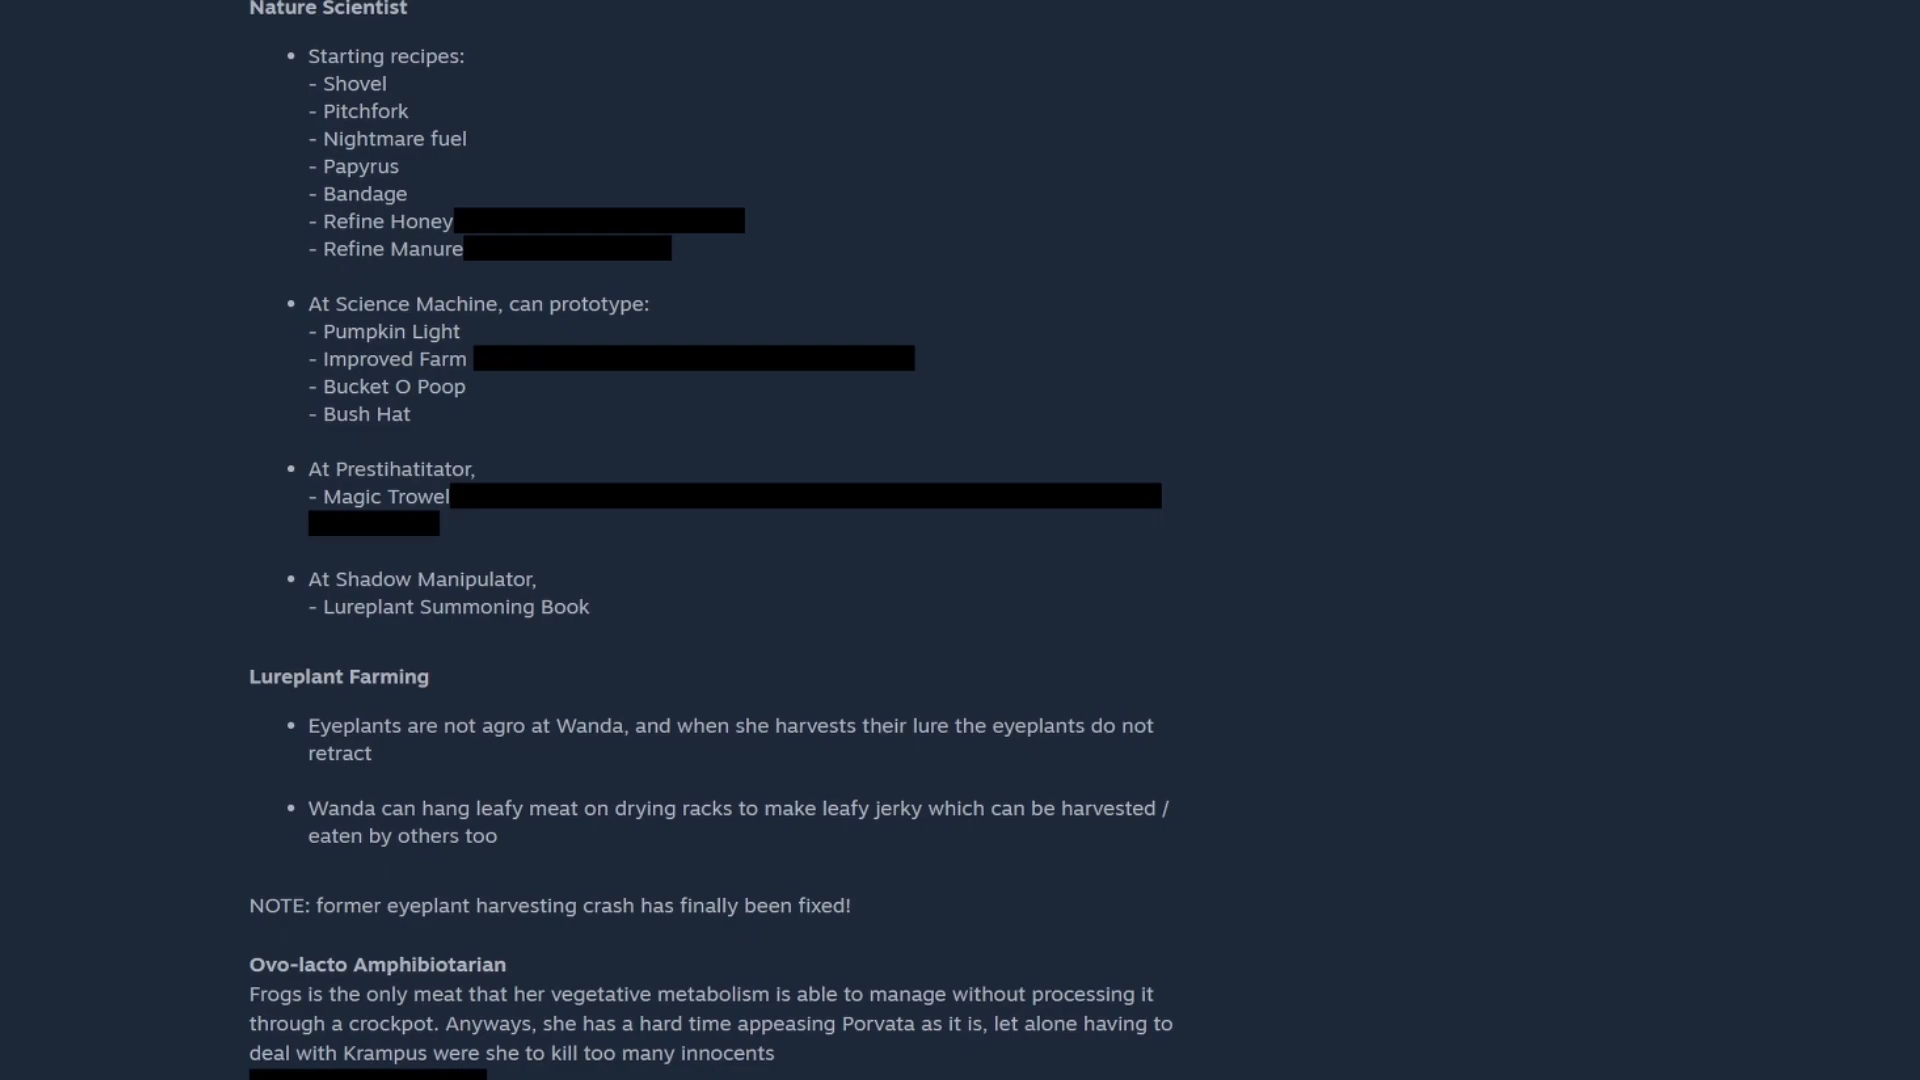 Nature Scientist
• Starting recipes:
- Shovel
- Pitchfork
- Nightmare fuel
- Papyrus
- Bandage
- Refine Honey
- Refine Manure
• At Science Machine, can prototype:
- Pumpkin Light
- Improved Farm
- Bucket O Poop
- Bush Hat
• At Prestihatitator,
- Magic Trowel
• At Shadow Manipulator,
- Lureplant Summoning Book
Lureplant Farming
• Eyeplants are not agro at Wanda, and when she harvests their lure the eyeplants do not
retract
• Wanda can hang leafy meat on drying racks to make leafy jerky which can be harvested /
eaten by others too
NOTE: former eyeplant harvesting crash has finally been fixed!
Ovo-lacto Amphibiotarian
Frogs is the only meat that her vegetative metabolism is able to manage without processing it
through a crockpot. Anyways, she has a hard time appeasing Porvata as it is, let alone having to
deal with Krampus were she to kill too many innocents